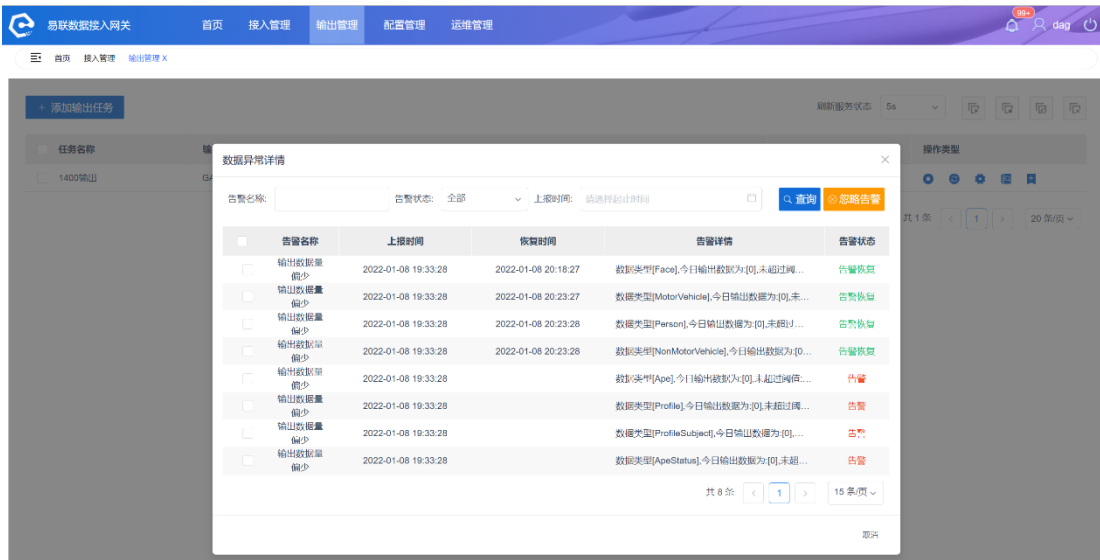 易联数据接入网关 首页 接入管理 输出管理 配置管理 运维管理 99+ dag
首页 接入管理 输出管理 X
+ 添加输出任务 刷新服务状态 5s
任务名称 输 操作类型
1400输出 GA
共 1 条 < 1 > 20 条/页
数据异常详情
告警名称: 告警状态: 全部 上报时间: 请选择起止时间 查询 忽略告警
告警名称 上报时间 恢复时间 告警详情 告警状态
输出数据量偏少 2022-01-08 19:33:28 2022-01-08 20:18:27 数据类型[Face],今日输出数据为:[0],未超过阈... 告警恢复
输出数据量偏少 2022-01-08 19:33:28 2022-01-08 20:23:27 数据类型[MotorVehicle],今日输出数据为:[0],未... 告警恢复
输出数据量偏少 2022-01-08 19:33:28 2022-01-08 20:23:28 数据类型[Person],今日输出数据为:[0],未超过... 告警恢复
输出数据量偏少 2022-01-08 19:33:28 2022-01-08 20:23:28 数据类型[NonMotorVehicle],今日输出数据为:[0... 告警恢复
输出数据量偏少 2022-01-08 19:33:28 数据类型[Ape],今日输出数据为:[0],未超过阈值:... 告警
输出数据量偏少 2022-01-08 19:33:28 数据类型[Profile],今日输出数据为:[0],未超过阈... 告警
输出数据量偏少 2022-01-08 19:33:28 数据类型[ProfileSubject],今日输出数据为:[0],... 告警
输出数据量偏少 2022-01-08 19:33:28 数据类型[ApeStatus],今日输出数据为:[0],未超... 告警
共 8 条 < 1 > 15 条/页
取消